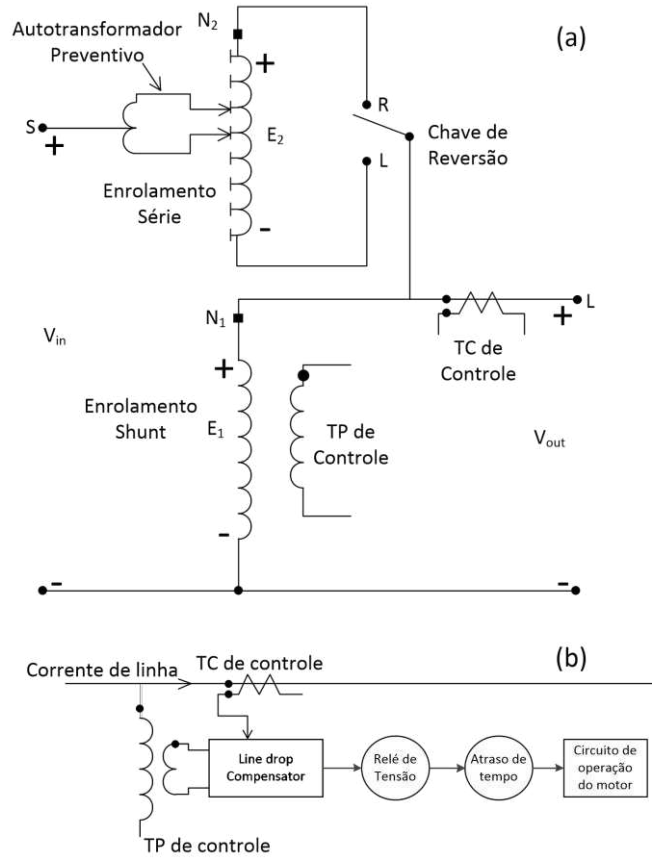 N2
(a)
Autotransformador
Preventivo
+
R
S
+
E2
Chave de
Reversão
L
Enrolamento
Série
-
N1
L
+
Vin
TC de
Controle
+
Enrolamento
Shunt
E1
TP de
Controle
Vout
-
-
-
(b)
Corrente de linha
TC de controle
Line drop
Compensator
Relé de
Tensão
Atraso de
tempo
Circuito de
operação
do motor
TP de controle